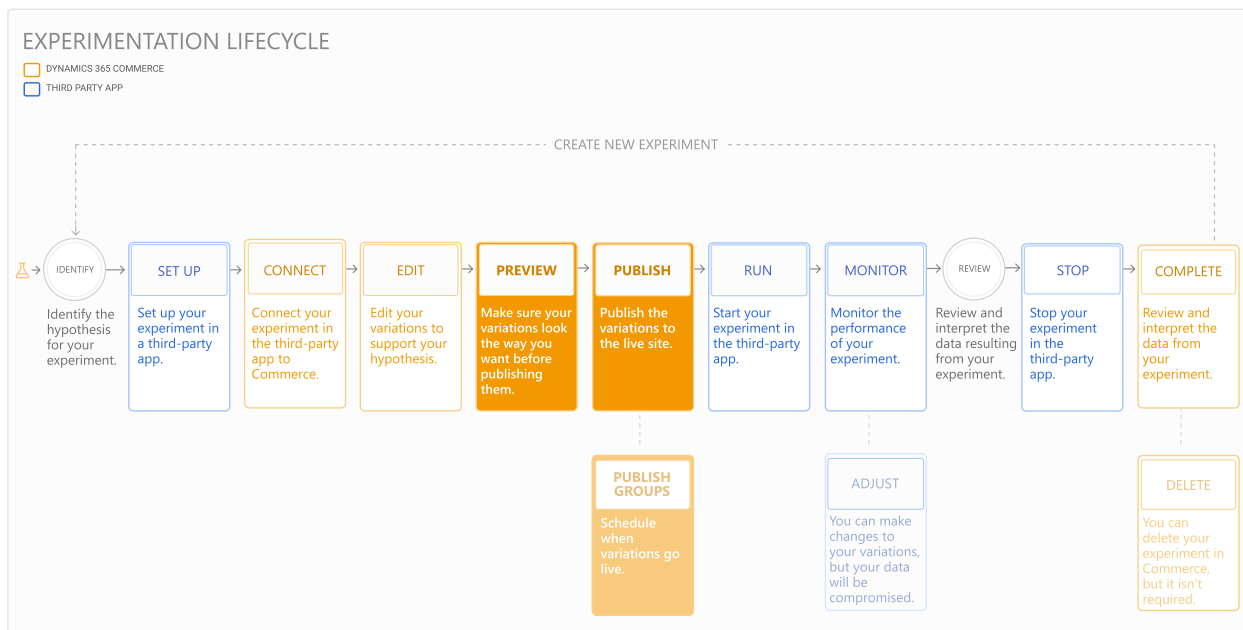 EXPERIMENTATION LIFECYCLE
DYNAMICS 365 COMMERCE
THIRD PARTY APP
CREATE NEW EXPERIMENT
IDENTIFY
Identify the
hypothesis
for your
experiment.
SET UP
Set up your
experiment in
a third-party
app.
CONNECT
Connect your
experiment in
the third-party
app to
Commerce.
EDIT
Edit your
variations to
support your
hypothesis.
PREVIEW
Make sure your
variations look
the way you
want before
publishing
them.
PUBLISH
Publish the
variations to
the live site.
RUN
Start your
experiment in
the third-party
app.
MONITOR
Monitor the
performance
of your
experiment.
REVIEW
Review and
interpret the
data resulting
from your
experiment.
STOP
Stop your
experiment
in the
third-party
app.
COMPLETE
Review and
interpret the
data from
your
experiment.
PUBLISH
GROUPS
Schedule
when
variations go
live.
ADJUST
You can make
changes to
your variations,
but your data
will be
compromised.
DELETE
You can
delete your
experiment in
Commerce,
but it isn't
required.